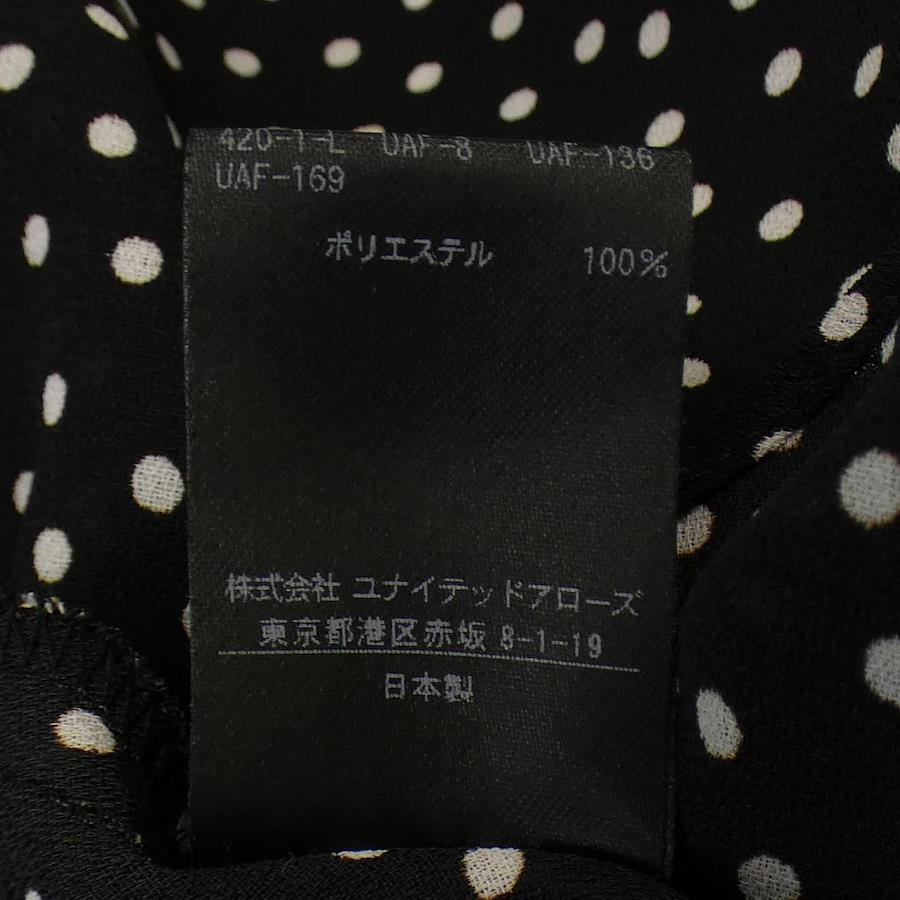 420-1-L UAF-8 UAF-136
UAF-169
ポリエステル 100%
株式会社 ユナイテッドアローズ
東京都港区赤坂 8-1-19
日本製